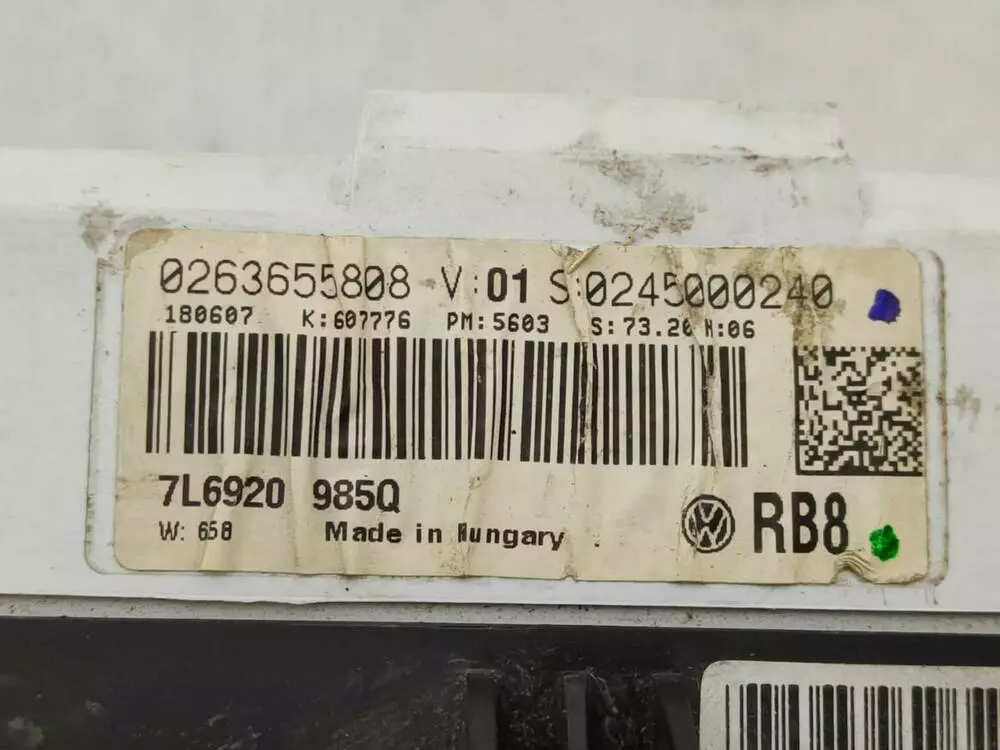 0263655808 V:01 S:0245000240
180607 K:607776 PM:5603 S:73.20 H:06
7L6920 985Q
W: 658 Made in Hungary
RB8